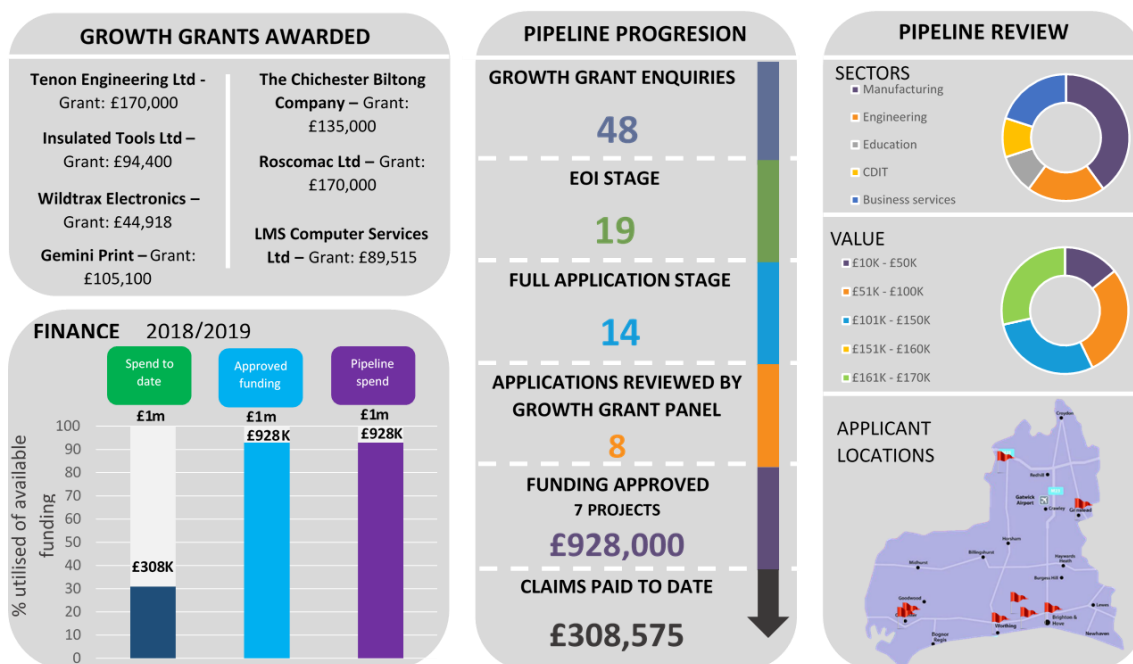 GROWTH GRANTS AWARDED
Tenon Engineering Ltd -
Grant: £170,000
Insulated Tools Ltd –
Grant: £94,400
Wildtrax Electronics –
Grant: £44,918
Gemini Print – Grant:
£105,100
The Chichester Biltong
Company – Grant:
£135,000
Roscomac Ltd – Grant:
£170,000
LMS Computer Services
Ltd – Grant: £89,515
FINANCE 2018/2019
Spend to
date
Approved
funding
Pipeline
spend
£1m
£1m
£1m
£308K
£928K
£928K
% utilised of available
funding
100
90
80
70
60
50
40
30
20
10
0
PIPELINE PROGRESION
GROWTH GRANT ENQUIRIES
48
EOI STAGE
19
FULL APPLICATION STAGE
14
APPLICATIONS REVIEWED BY
GROWTH GRANT PANEL
8
FUNDING APPROVED
7 PROJECTS
£928,000
CLAIMS PAID TO DATE
£308,575
PIPELINE REVIEW
SECTORS
Manufacturing
Engineering
Education
CDIT
Business services
VALUE
£10K - £50K
£51K - £100K
£101K - £150K
£151K - £160K
£161K - £170K
APPLICANT
LOCATIONS
Croydon
Redhill
Gatwick
Airport
Crawley
Horsham
Billingshurst
Haywards
Heath
Midhurst
Burgess Hill
Goodwood
Lewes
Brighton &
Hove
Worthing
Newhaven
Bognor
Regis